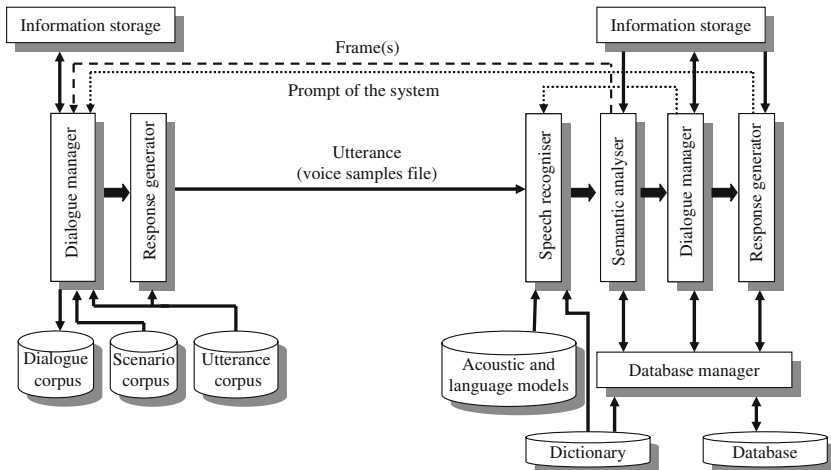 Information storage
Information storage
Frame(s)
Prompt of the system
Dialogue manager
Response generator
Utterance
(voice samples file)
Speech recogniser
Semantic analyser
Dialogue manager
Response generator
Dialogue
corpus
Scenario
corpus
Utterance
corpus
Acoustic and
language models
Database manager
Dictionary
Database